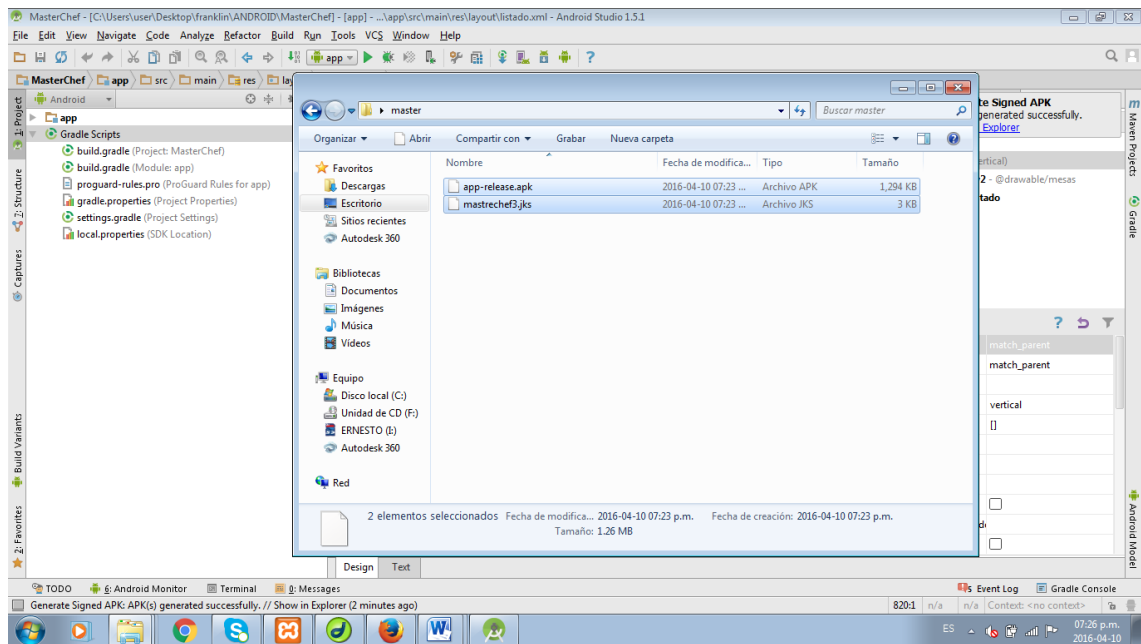 MasterChef - [C:\Users\user\Desktop\franklin\ANDROID\MasterChef] - [app] - ...\app\src\main\res\layout\listado.xml - Android Studio 1.5.1
File Edit View Navigate Code Analyze Refactor Build Run Tools VCS Window Help
app
MasterChef app src main res lay
Android
app
Gradle Scripts
build.gradle (Project: MasterChef)
build.gradle (Module: app)
proguard-rules.pro (ProGuard Rules for app)
gradle.properties (Project Properties)
settings.gradle (Project Settings)
local.properties (SDK Location)
1: Project
Z: Structure
Captures
Build Variants
2: Favorites
master
Buscar master
Organizar Abrir Compartir con Grabar Nueva carpeta
Favoritos
Descargas
Escritorio
Sitios recientes
Autodesk 360
Bibliotecas
Documentos
Imágenes
Música
Vídeos
Equipo
Disco local (C:)
Unidad de CD (F:)
ERNESTO (I:)
Autodesk 360
Red
Nombre Fecha de modifica... Tipo Tamaño
app-release.apk 2016-04-10 07:23 ... Archivo APK 1,294 KB
mastrechef3.jks 2016-04-10 07:23 ... Archivo JKS 3 KB
2 elementos seleccionados Fecha de modifica... 2016-04-10 07:23 p.m. Fecha de creación: 2016-04-10 07:23 p.m.
Tamaño: 1.26 MB
te Signed APK
generated successfully.
Explorer
ertical)
2 - @drawable/mesas
tado
match_parent
match_parent
vertical
[]
Maven Projects
Gradle
Android Model
Design Text
TODO 6: Android Monitor Terminal 0: Messages
Event Log Gradle Console
Generate Signed APK: APK(s) generated successfully. // Show in Explorer (2 minutes ago)
820:1 n/a n/a Context: <no context>
ES
07:26 p.m.
2016-04-10